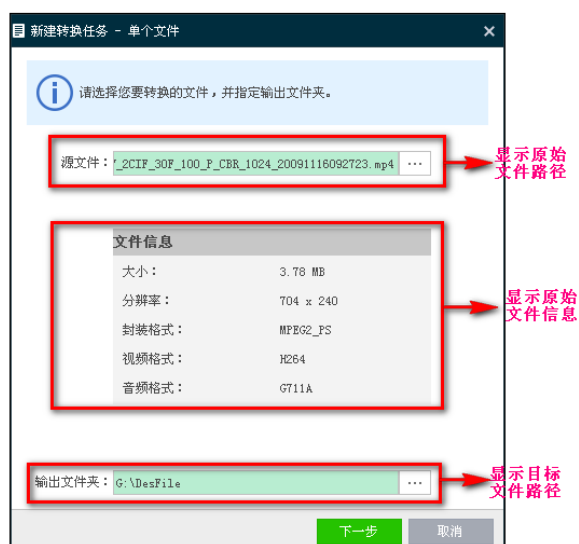 新建转换任务 - 单个文件
请选择您要转换的文件，并指定输出文件夹。
源文件： _2CIF_30F_100_P_CBR_1024_20091116092723.mp4 ...
显示原始
文件路径
文件信息
大小： 3.78 MB
分辨率： 704 x 240
封装格式： MPEG2_PS
视频格式： H264
音频格式： G711A
显示原始
文件信息
输出文件夹： G:\DesFile ...
显示目标
文件路径
下一步 取消